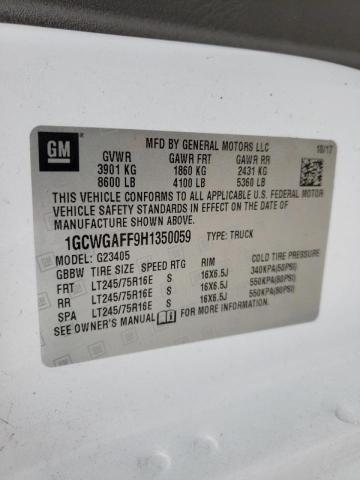 GM
MFD BY GENERAL MOTORS LLC
10/17
GVWR GAWR FRT GAWR RR
3901 KG 1860 KG 2431 KG
8600 LB 4100 LB 5360 LB
THIS VEHICLE CONFORMS TO ALL APPLICABLE U.S. FEDERAL MOTOR
VEHICLE SAFETY STANDARDS IN EFFECT ON THE DATE OF
MANUFACTURE SHOWN ABOVE.
1GCWGAFF9H1350059 TYPE: TRUCK
MODEL: G23405
GBBW TIRE SIZE SPEED RTG RIM COLD TIRE PRESSURE
FRT LT245/75R16E S 16X6.5J 340KPA(50PSI)
RR LT245/75R16E S 16X6.5J 550KPA(80PSI)
SPA LT245/75R16E S 16X6.5J 550KPA(80PSI)
SEE OWNER'S MANUAL